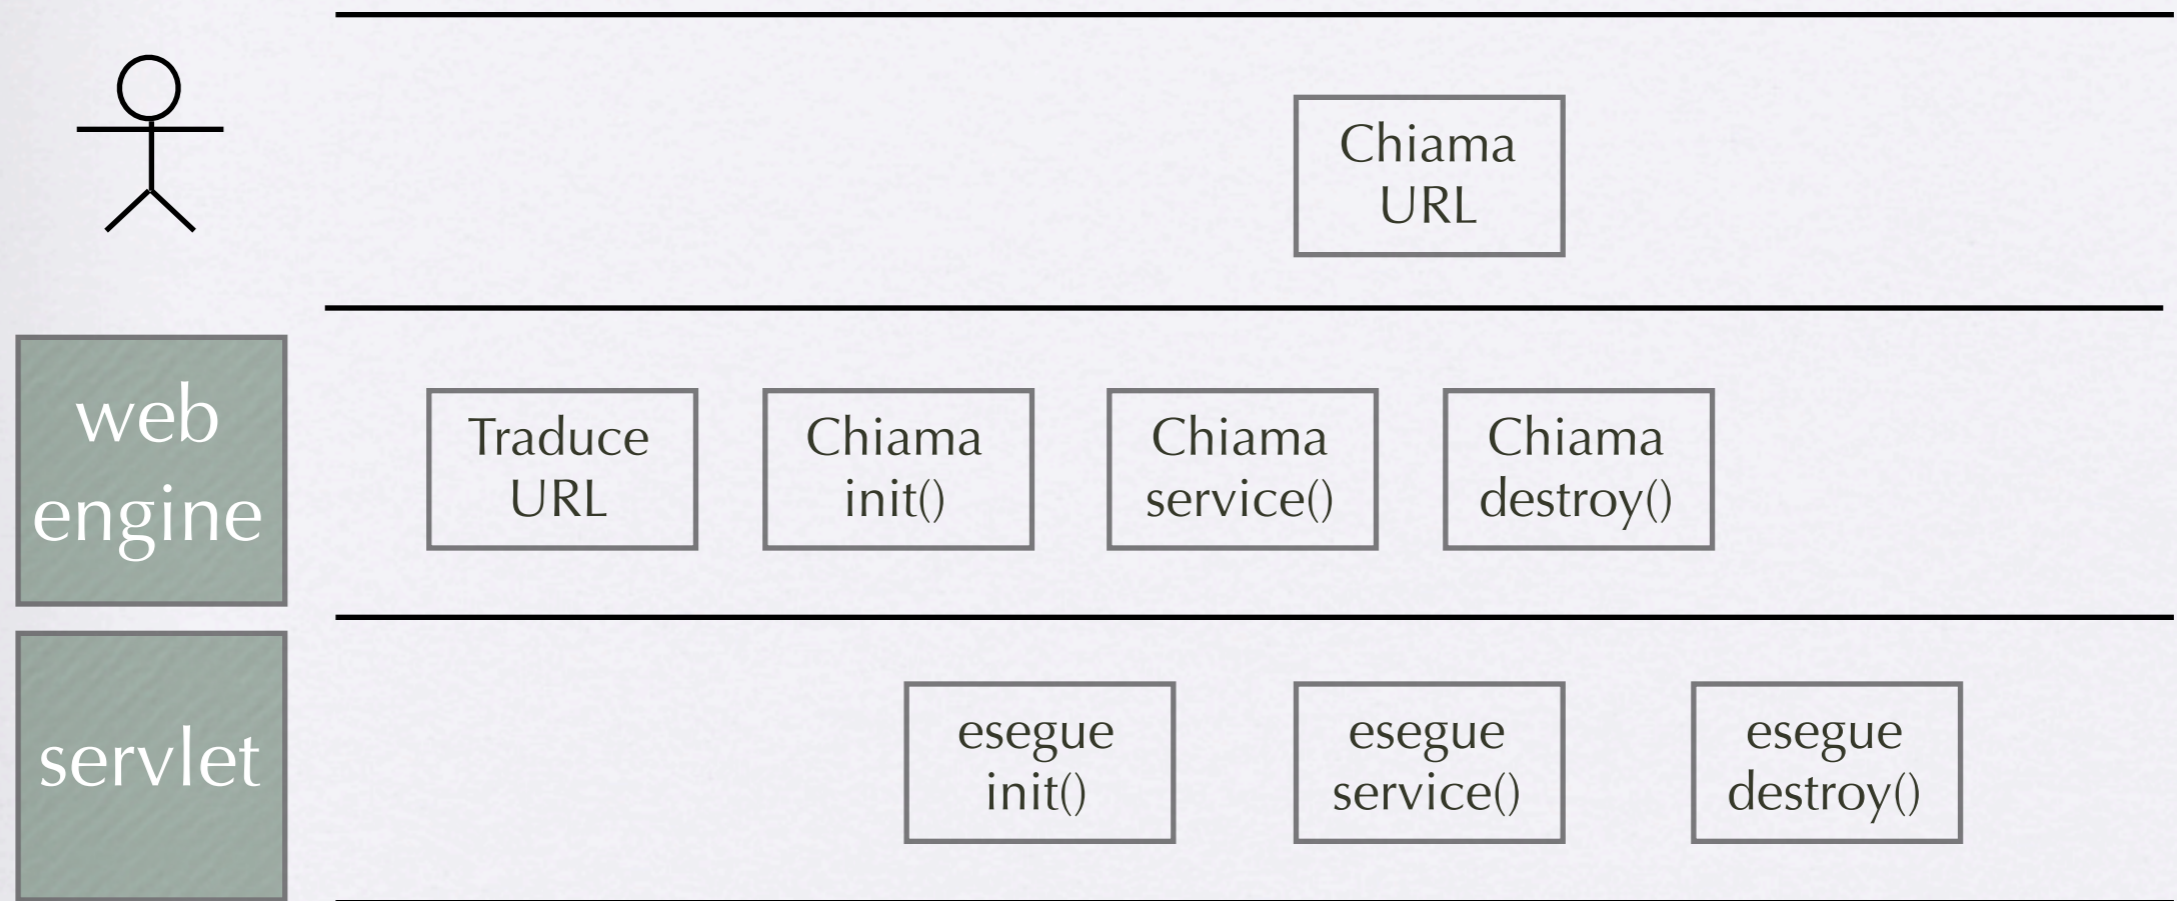 Chiama
URL
web
engine
Traduce
URL
Chiama
init()
Chiama
service()
Chiama
destroy()
servlet
esegue
init()
esegue
service()
esegue
destroy()